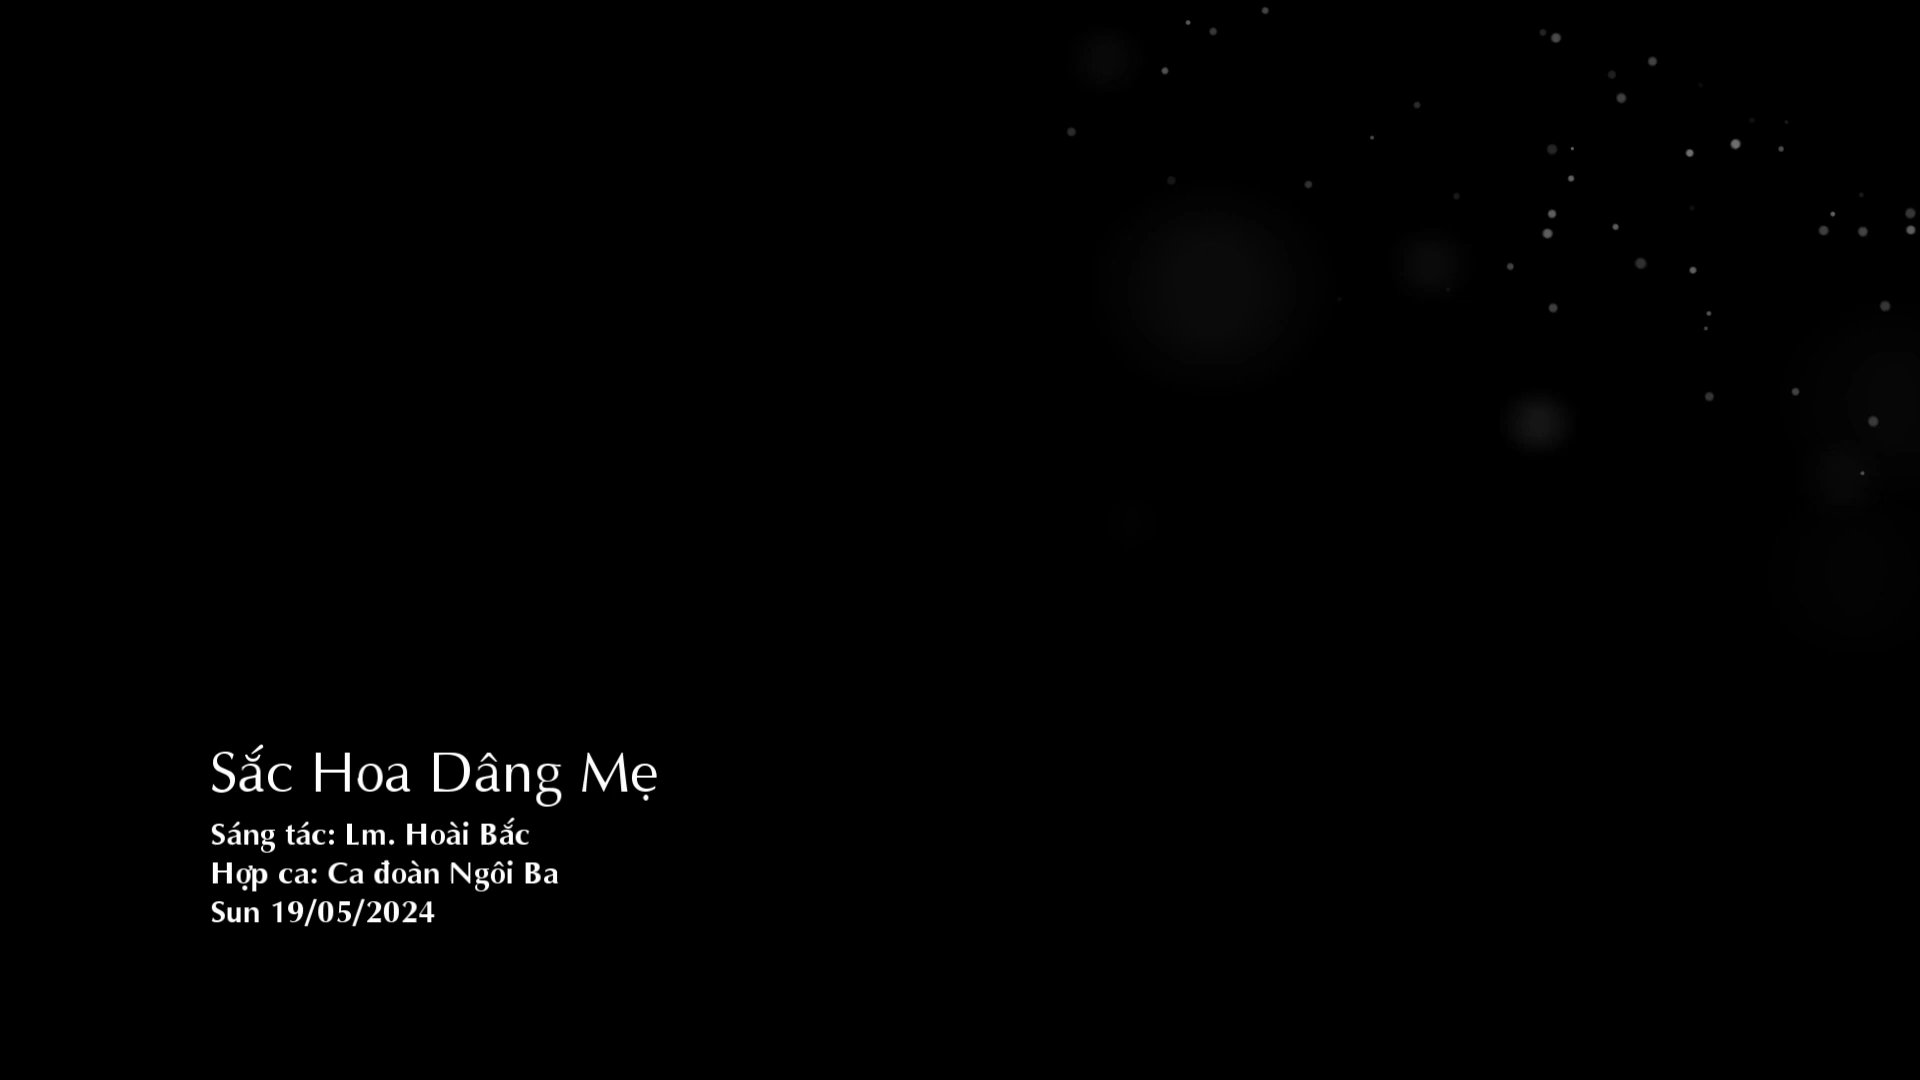 Sắc Hoa Dâng Mẹ
Sáng tác: Lm. Hoài Bắc
Hợp ca: Ca đoàn Ngôi Ba
Sun 19/05/2024